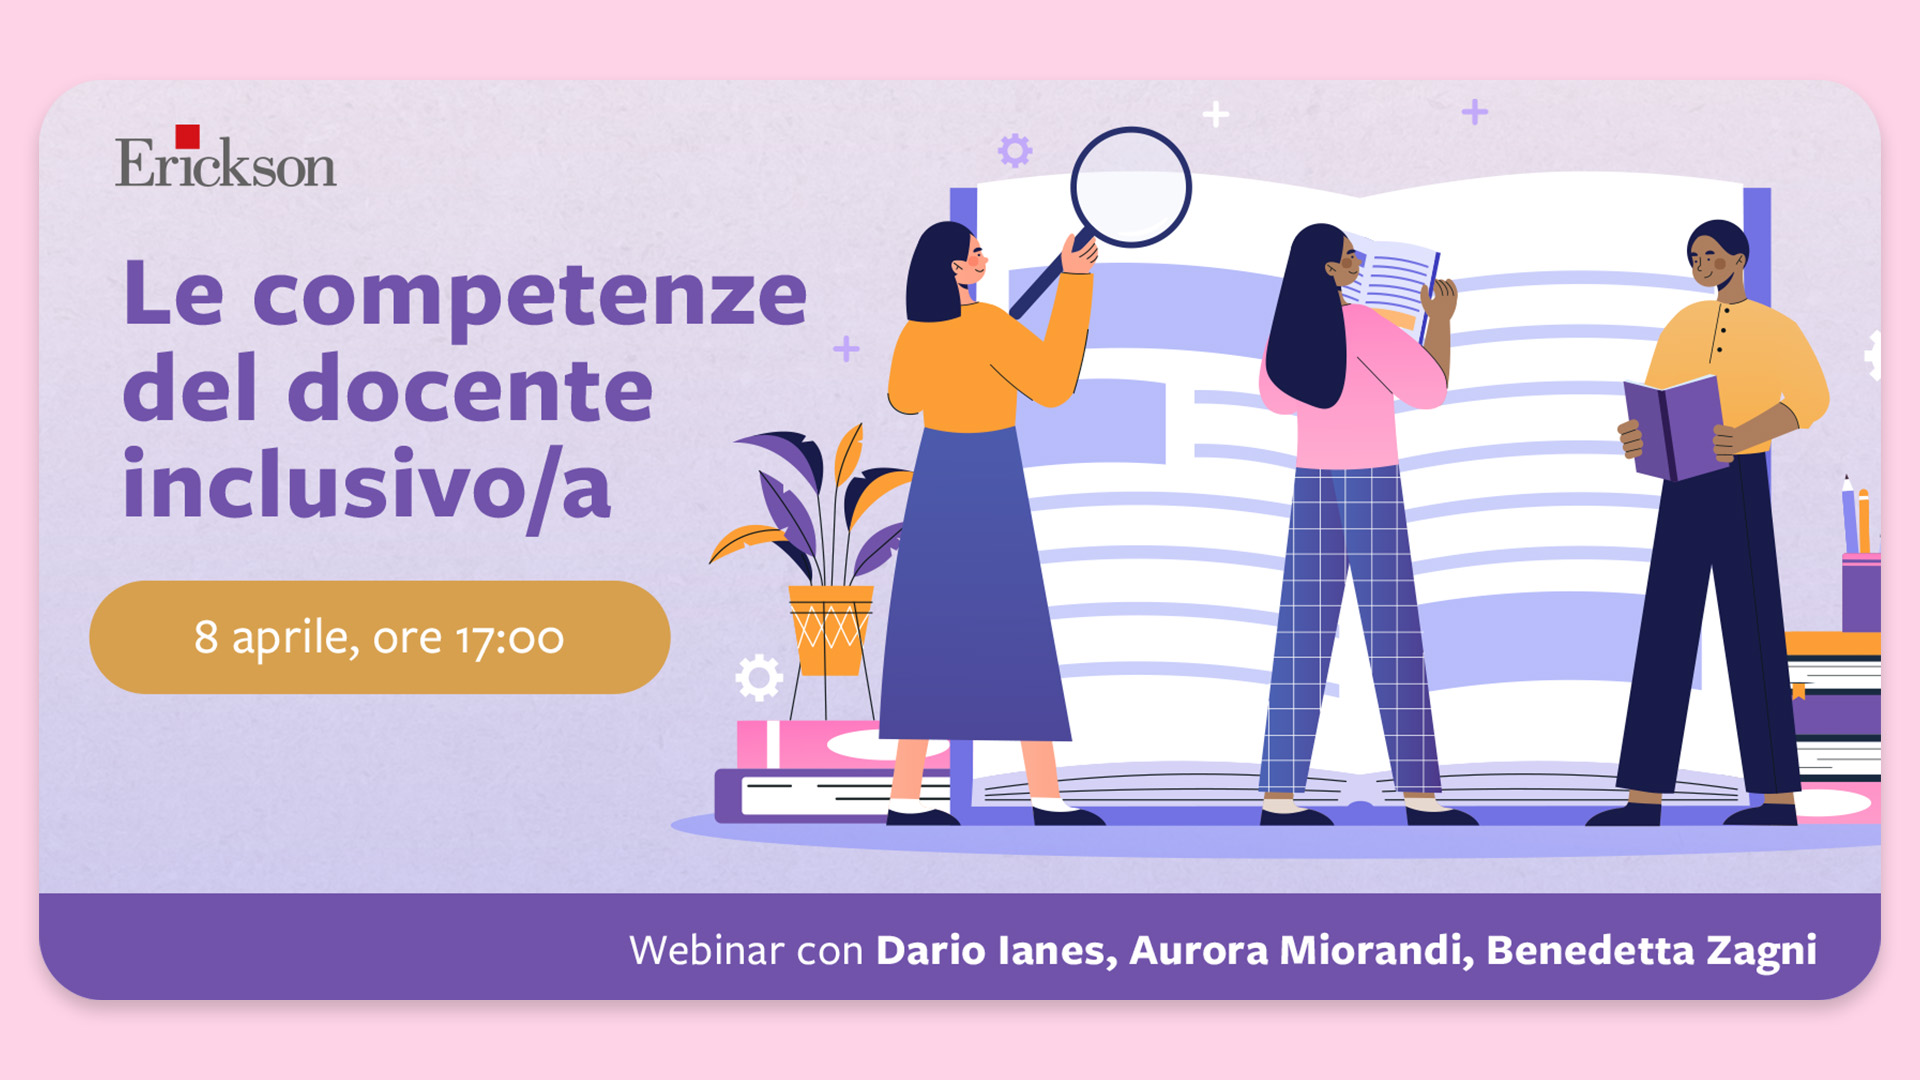 Erickson
Le competenze
del docente
inclusivo/a
8 aprile, ore 17:00
Webinar con Dario Ianes, Aurora Miorandi, Benedetta Zagni